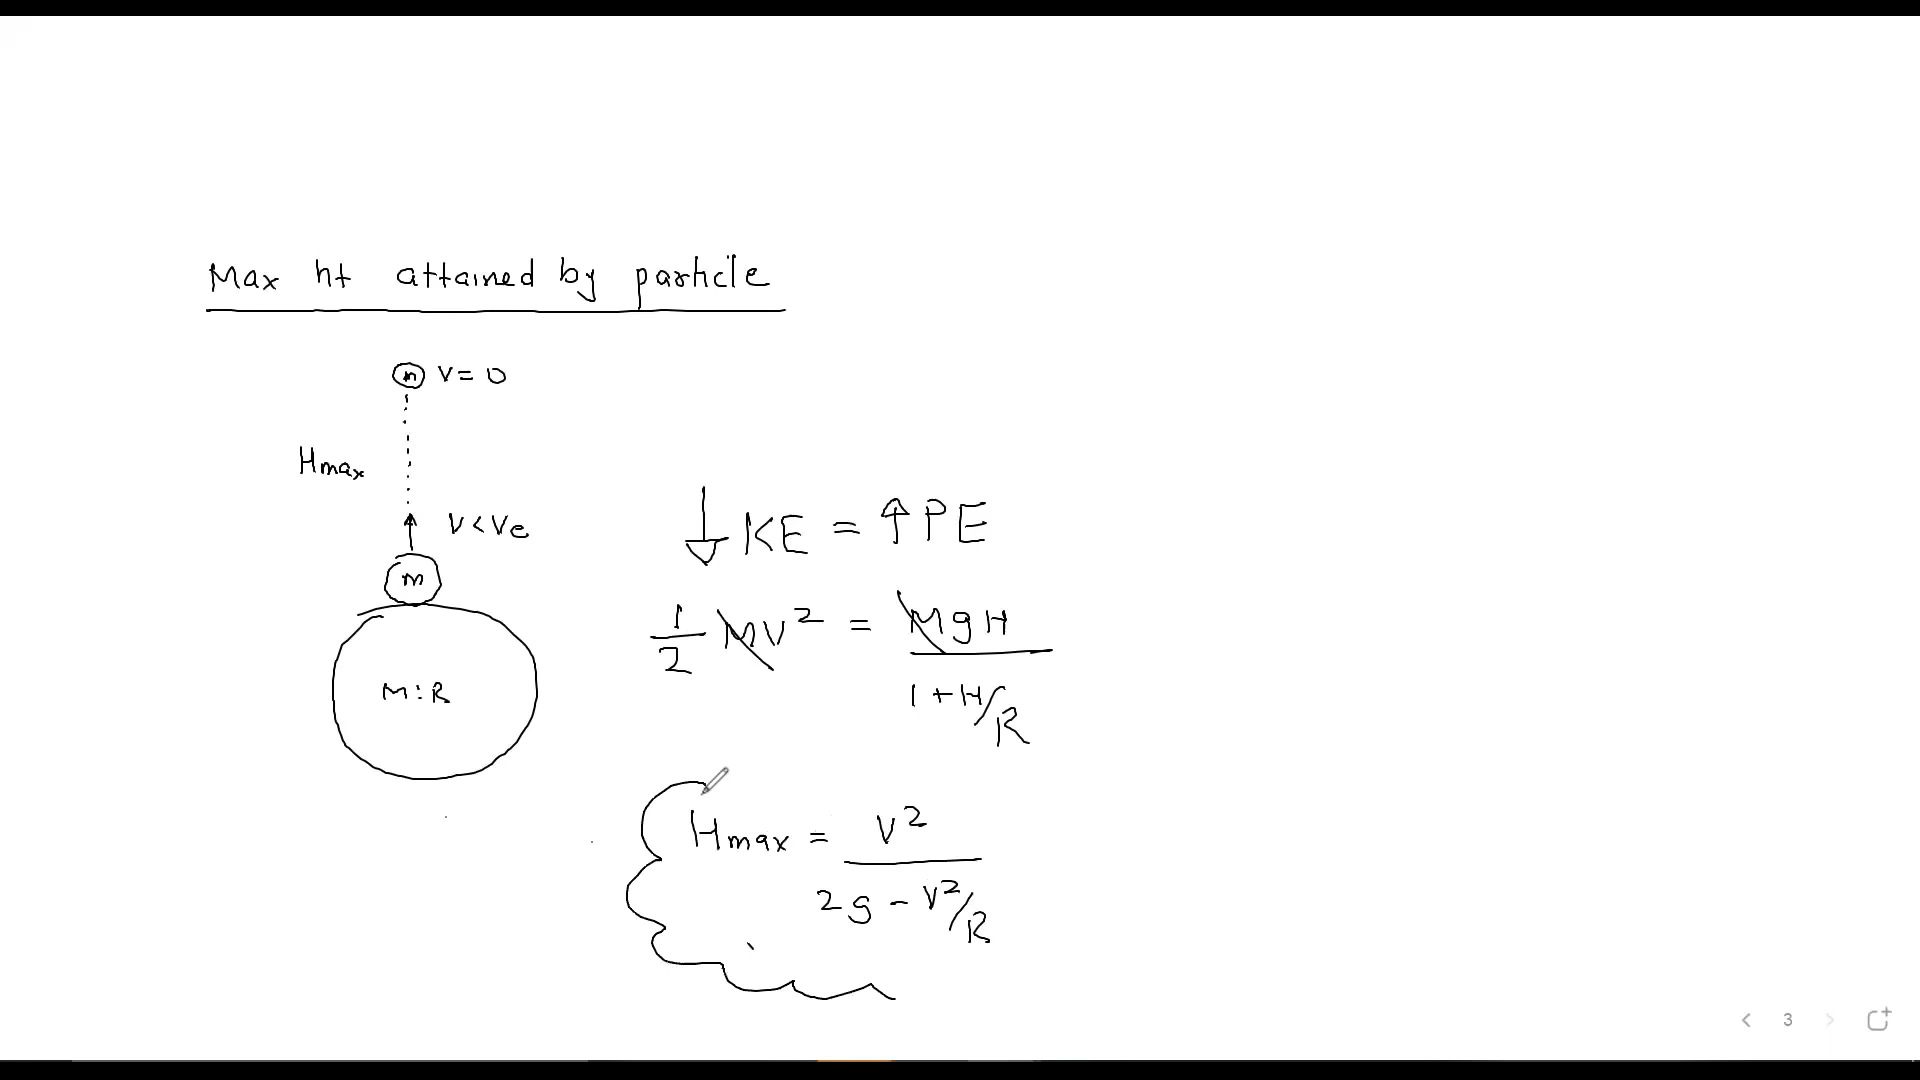 Max ht attained by particle
m V = 0
Hmax
V < Ve
m
M : R
↓ KE = ↑ PE
1/2 MV² = MgH / 1 + H/R
Hmax = V² / 2g - V²/R
3